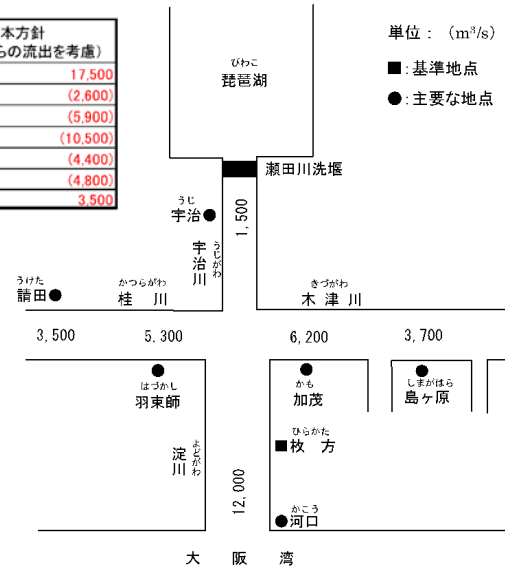 本方針
らの流出を考慮)
17,500
(2,600)
(5,900)
(10,500)
(4,400)
(4,800)
3,500
単位：（m³/s）
■:基準地点
●:主要な地点
びわこ
琵琶湖
瀬田川洗堰
うじ
宇治
1,500
宇治川
うじがわ
うけた
請田
かつらがわ
桂 川
きづがわ
木 津 川
3,500
5,300
6,200
3,700
はづかし
羽束師
かも
加茂
しまがはら
島ヶ原
ひらかた
枚 方
淀川
よどがわ
12,000
かこう
河口
大 阪 湾